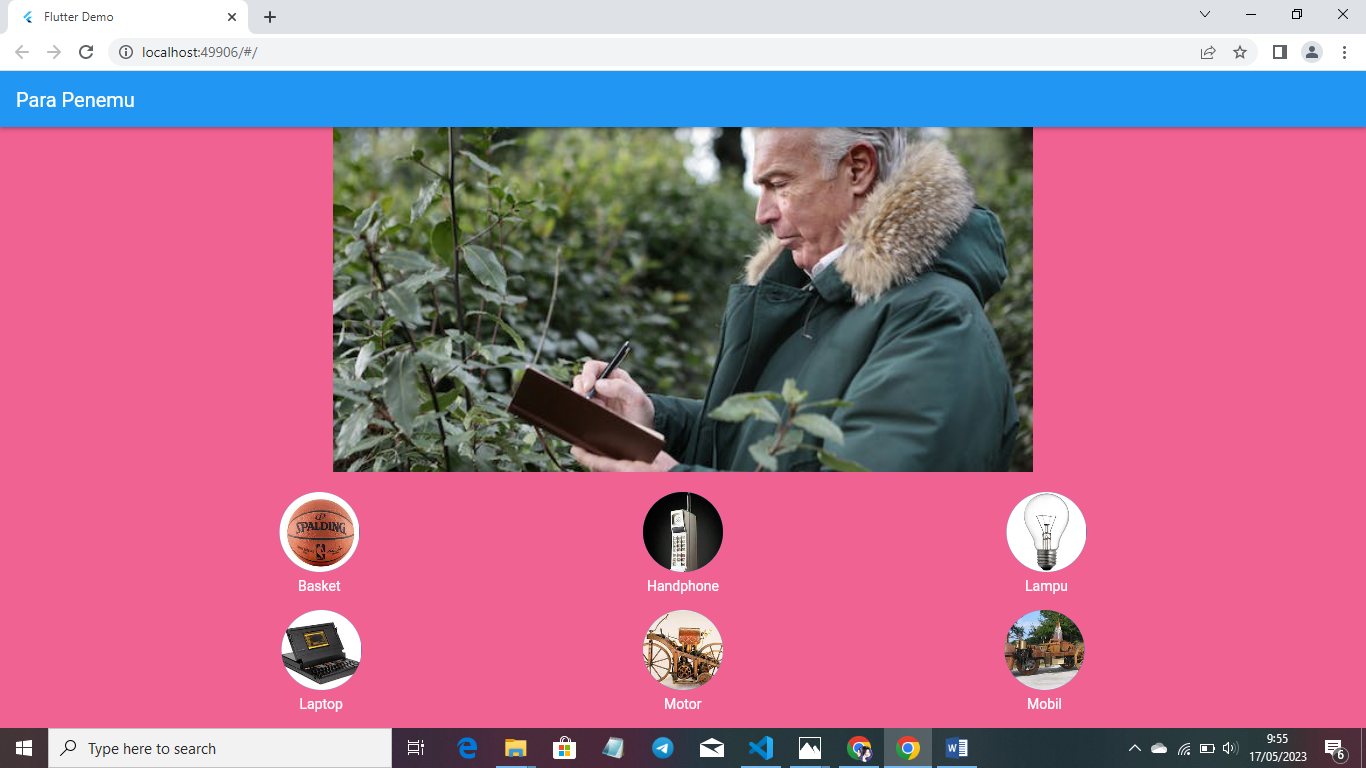 Flutter Demo
localhost:49906/#/
Para Penemu
SPALDING
Basket
Handphone
Lampu
Laptop
Motor
Mobil
Type here to search
9:55
17/05/2023
6